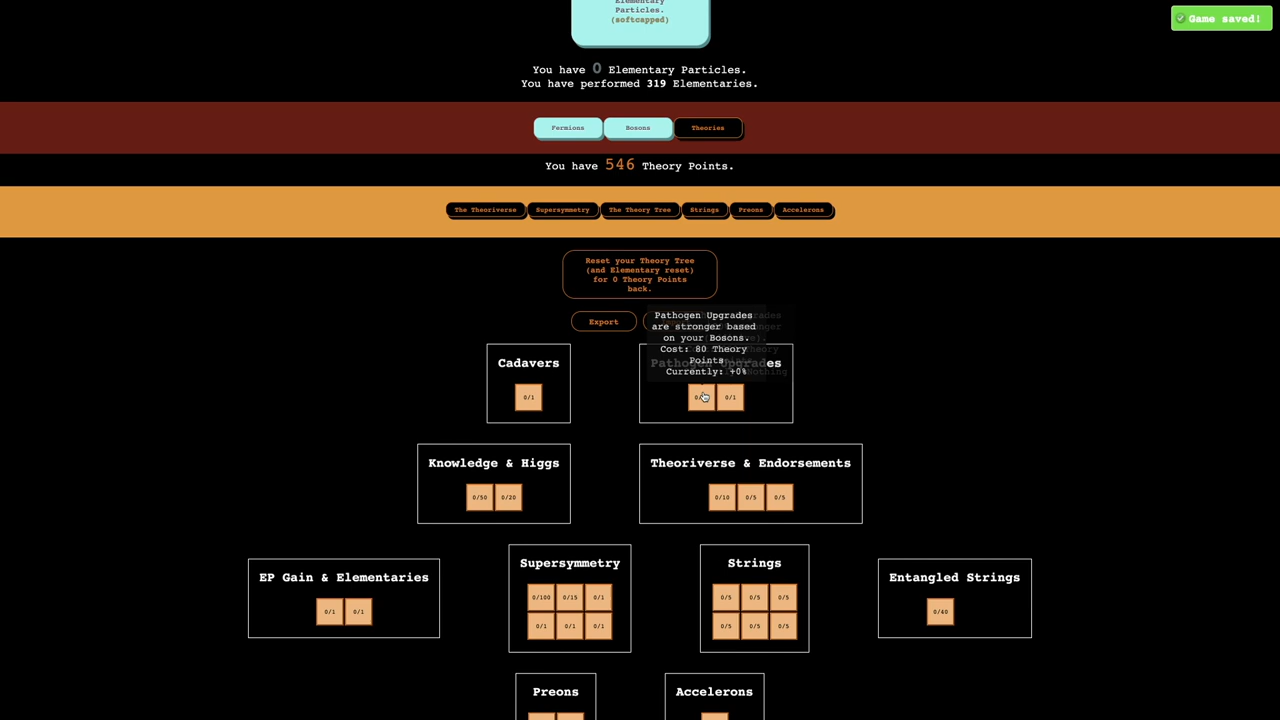 Elementary
Particles.
(softcapped)
Game saved!
You have 0 Elementary Particles.
You have performed 319 Elementaries.
Fermions Bosons Theories
You have 546 Theory Points.
The Theoriverse Supersymmetry The Theory Tree Strings Preons Accelerons
Reset your Theory Tree
(and Elementary reset)
for 0 Theory Points
back.
Export
Pathogen Upgrades
are stronger based
on your Bosons.
Cost: 80 Theory
Points
Currently: +0%
Cadavers
Pathogen Upgrades
0/1
0/1
Knowledge & Higgs
Theoriverse & Endorsements
0/50 0/20
0/10 0/5 0/5
EP Gain & Elementaries
Supersymmetry
Strings
Entangled Strings
0/1 0/1
0/100 0/15 0/1
0/1 0/1 0/1
0/5 0/5 0/5
0/5 0/5 0/5
0/40
Preons
Accelerons